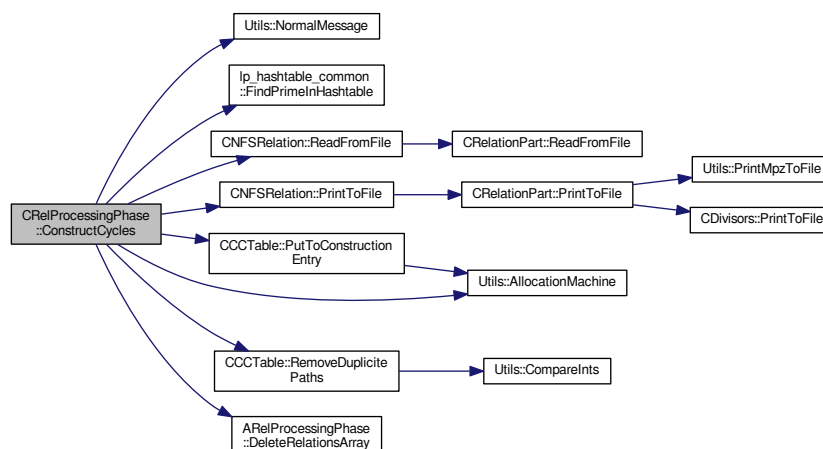 Utils::NormalMessage
lp_hashtable_common
::FindPrimeInHashtable
CNFSRelation::ReadFromFile
CRelationPart::ReadFromFile
Utils::PrintMpzToFile
CNFSRelation::PrintToFile
CRelationPart::PrintToFile
CRelProcessingPhase
::ConstructCycles
CDivisors::PrintToFile
CCCTable::PutToConstruction
Entry
Utils::AllocationMachine
CCCTable::RemoveDuplicite
Paths
Utils::CompareInts
ARelProcessingPhase
::DeleteRelationsArray